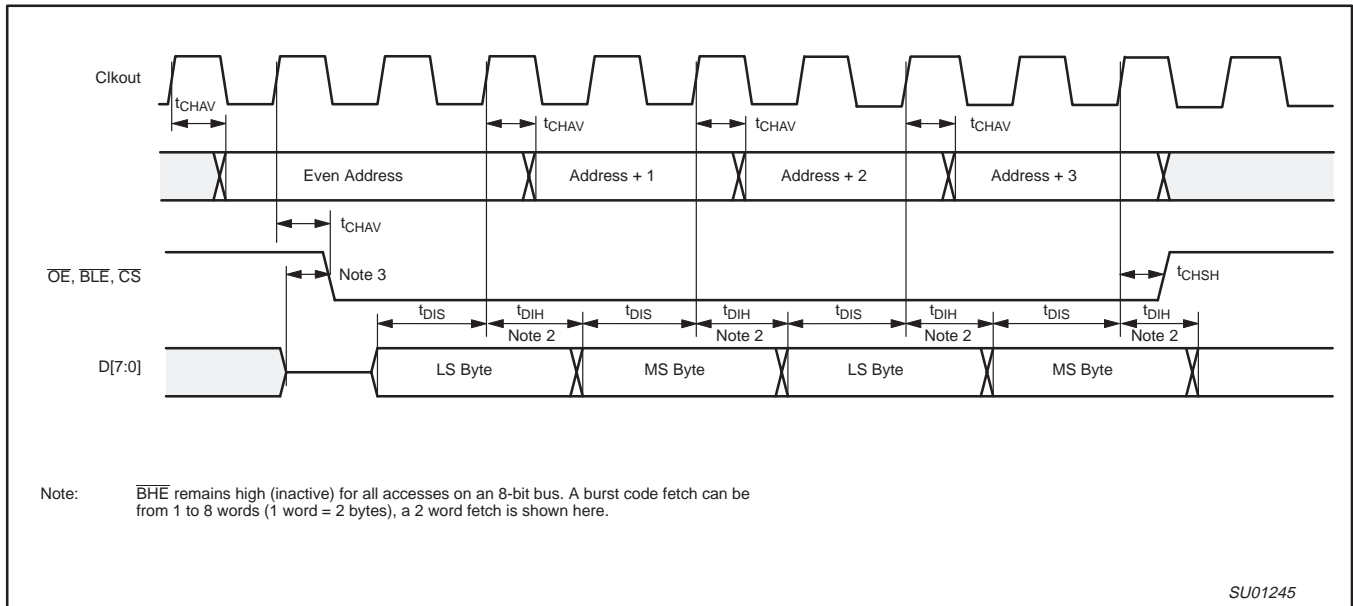 Clkout
tCHAV
tCHAV
tCHAV
tCHAV
Even Address
Address + 1
Address + 2
Address + 3
tCHAV
OE, BLE, CS
Note 3
tCHSH
tDIS
tDIH
tDIS
tDIH
tDIS
tDIH
tDIS
tDIH
Note 2
Note 2
Note 2
Note 2
D[7:0]
LS Byte
MS Byte
LS Byte
MS Byte
Note: BHE remains high (inactive) for all accesses on an 8-bit bus. A burst code fetch can be
from 1 to 8 words (1 word = 2 bytes), a 2 word fetch is shown here.
SU01245